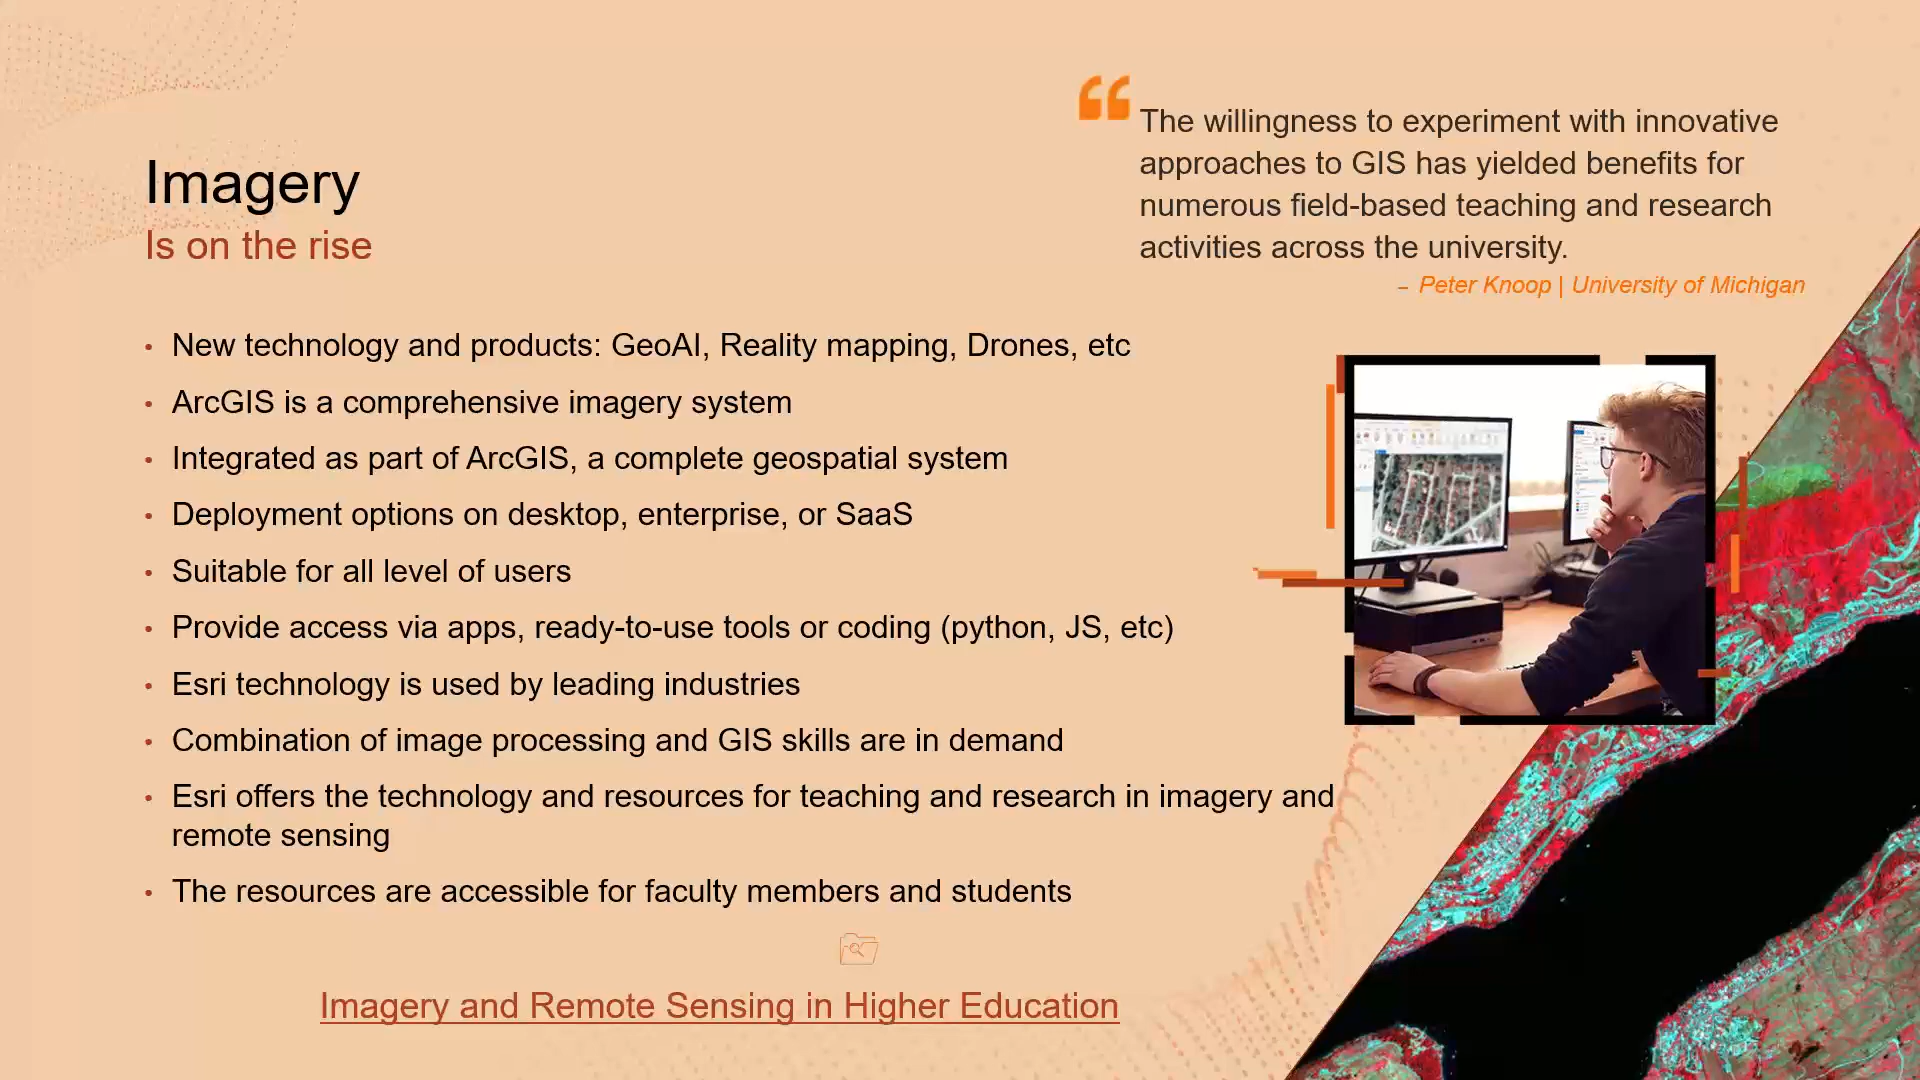 Imagery
Is on the rise
“
The willingness to experiment with innovative
approaches to GIS has yielded benefits for
numerous field-based teaching and research
activities across the university.
– Peter Knoop | University of Michigan
• New technology and products: GeoAI, Reality mapping, Drones, etc
• ArcGIS is a comprehensive imagery system
• Integrated as part of ArcGIS, a complete geospatial system
• Deployment options on desktop, enterprise, or SaaS
• Suitable for all level of users
• Provide access via apps, ready-to-use tools or coding (python, JS, etc)
• Esri technology is used by leading industries
• Combination of image processing and GIS skills are in demand
• Esri offers the technology and resources for teaching and research in imagery and
remote sensing
• The resources are accessible for faculty members and students
Imagery and Remote Sensing in Higher Education